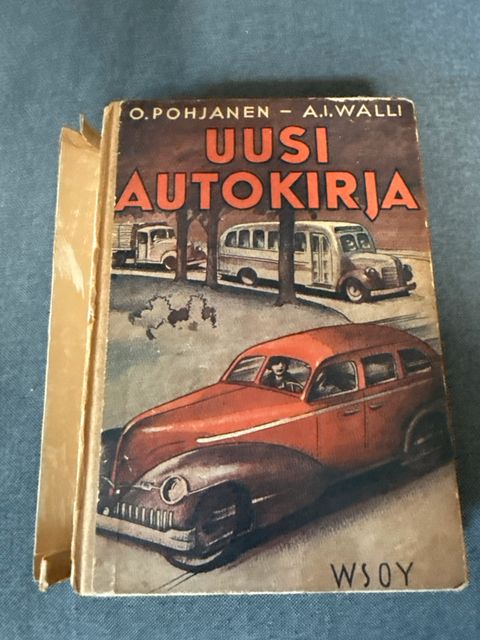 O. POHJANEN – A.I. WALLI
UUSI
AUTOKIRJA
WSOY